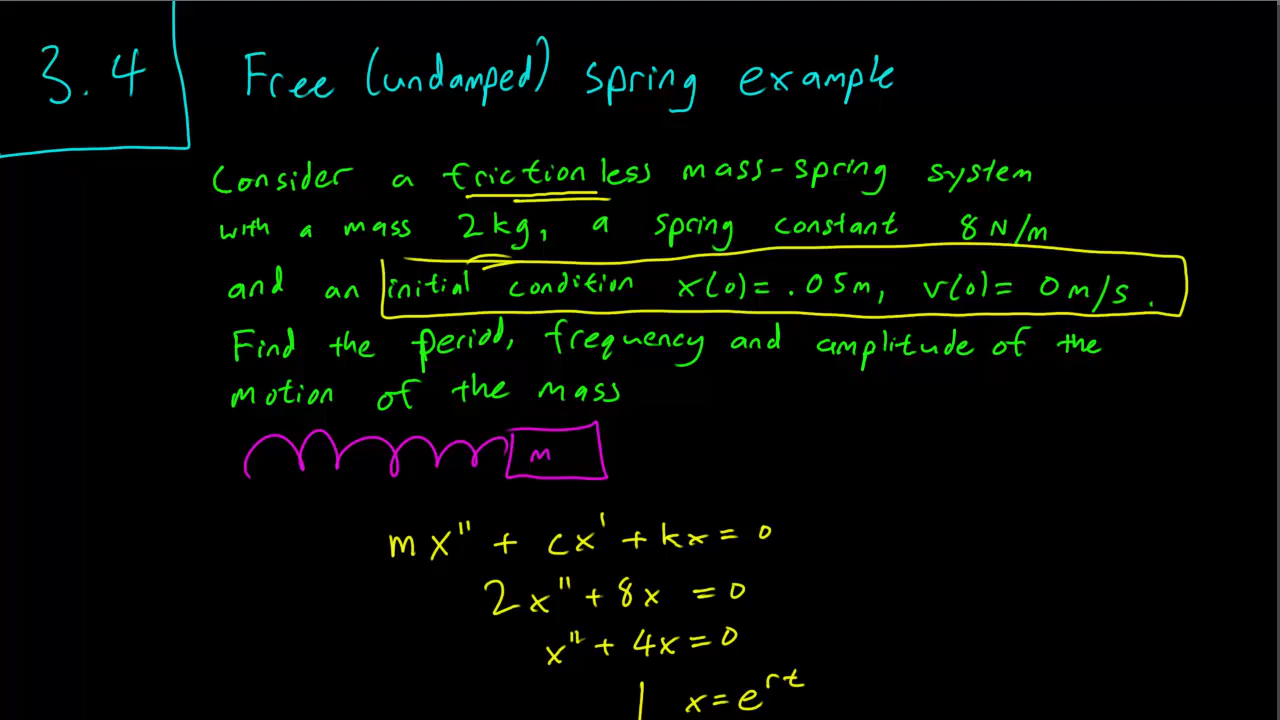 3.4 Free (undamped) spring example
Consider a frictionless mass-spring system
with a mass 2kg, a spring constant 8 N/m
and an initial condition x(0) = .05m, v(0) = 0 m/s.
Find the period, frequency and amplitude of the
motion of the mass
m
mx" + cx' + kx = 0
2x" + 8x = 0
x" + 4x = 0
x = e^rt